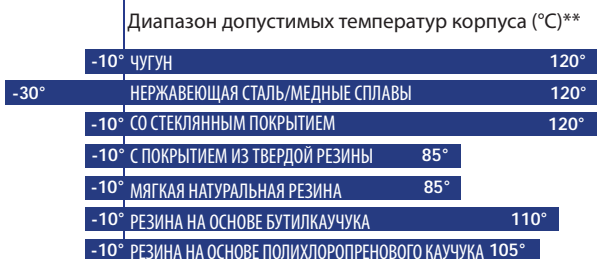 Диапазон допустимых температур корпуса (°C)**
-10° ЧУГУН 120°
-30° НЕРЖАВЕЮЩАЯ СТАЛЬ/МЕДНЫЕ СПЛАВЫ 120°
-10° СО СТЕКЛЯННЫМ ПОКРЫТИЕМ 120°
-10° С ПОКРЫТИЕМ ИЗ ТВЕРДОЙ РЕЗИНЫ 85°
-10° МЯГКАЯ НАТУРАЛЬНАЯ РЕЗИНА 85°
-10° РЕЗИНА НА ОСНОВЕ БУТИЛКАУЧУКА 110°
-10° РЕЗИНА НА ОСНОВЕ ПОЛИХЛОРОПРЕНОВОГО КАУЧУКА 105°